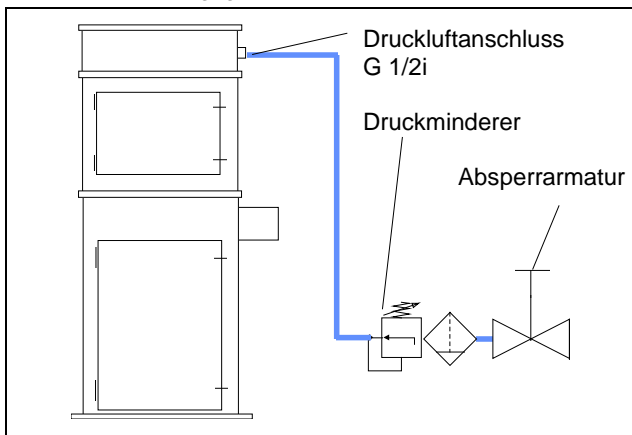 Druckluftanschluss
G 1/2i
Druckminderer
Absperrarmatur